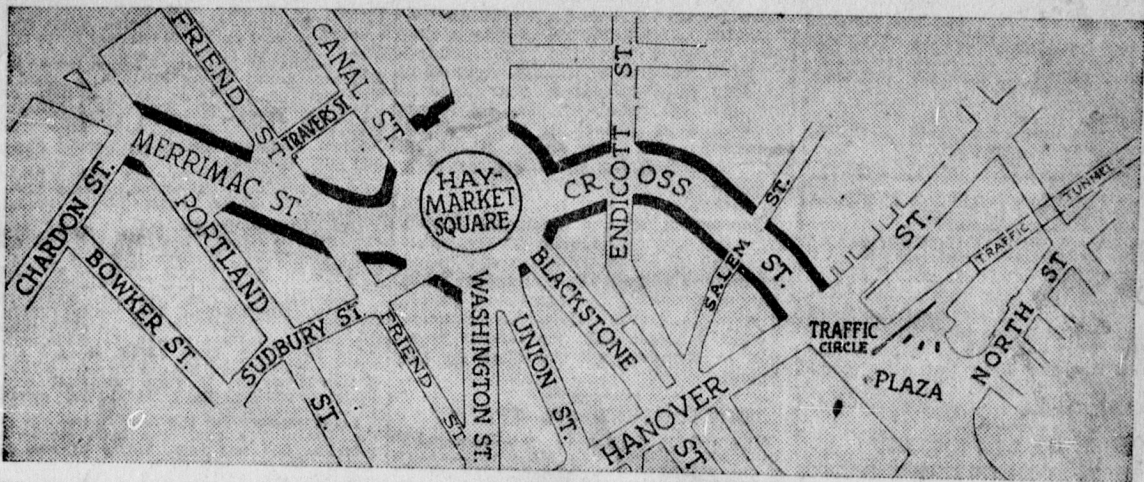 FRIEND ST.
CANAL ST.
TRAVERS ST.
MERRIMAC ST.
CHARDON ST.
PORTLAND
ST.
BOWKER ST.
SUDBURY ST.
FRIEND ST.
HAY-
MARKET
SQUARE
WASHINGTON ST.
UNION ST.
BLACKSTONE
ST.
HANOVER
ST.
ENDICOTT
ST.
CROSS
ST.
SALEM
ST.
TRAFFIC
CIRCLE
PLAZA
NORTH ST
TRAFFIC
TUNNEL